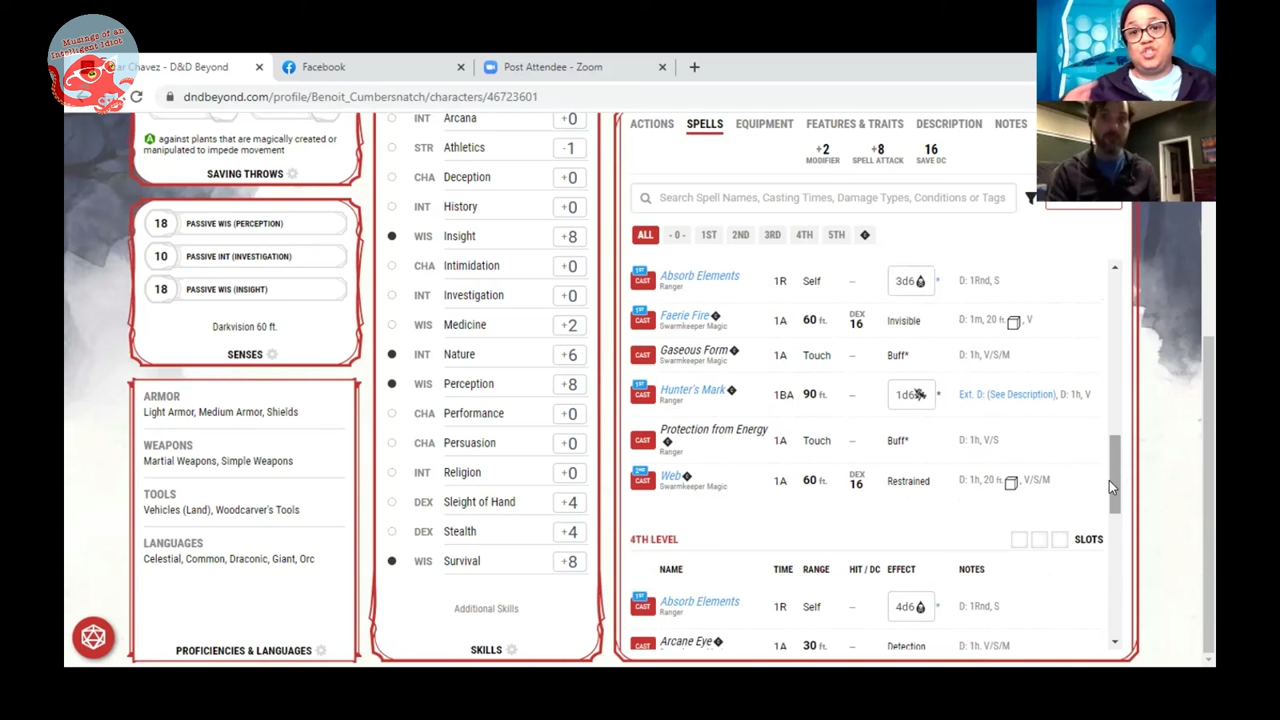 Musings of an
Intelligent Idiot
ar Chavez - D&D Beyond
Facebook
Post Attendee - Zoom
dndbeyond.com/profile/Benoit_Cumbersnatch/characters/46723601
against plants that are magically created or
manipulated to impede movement
SAVING THROWS
18 PASSIVE WIS (PERCEPTION)
10 PASSIVE INT (INVESTIGATION)
18 PASSIVE WIS (INSIGHT)
Darkvision 60 ft.
SENSES
ARMOR
Light Armor, Medium Armor, Shields
WEAPONS
Martial Weapons, Simple Weapons
TOOLS
Vehicles (Land), Woodcarver's Tools
LANGUAGES
Celestial, Common, Draconic, Giant, Orc
PROFICIENCIES & LANGUAGES
INT Arcana +0
STR Athletics -1
CHA Deception +0
INT History +0
WIS Insight +8
CHA Intimidation +0
INT Investigation +0
WIS Medicine +2
INT Nature +6
WIS Perception +8
CHA Performance +0
CHA Persuasion +0
INT Religion +0
DEX Sleight of Hand +4
DEX Stealth +4
WIS Survival +8
Additional Skills
SKILLS
ACTIONS SPELLS EQUIPMENT FEATURES & TRAITS DESCRIPTION NOTES
+2 +8 16
MODIFIER SPELL ATTACK SAVE DC
Search Spell Names, Casting Times, Damage Types, Conditions or Tags
ALL - 0 - 1ST 2ND 3RD 4TH 5TH
1ST CAST Absorb Elements 1R Self – 3d6 * D: 1Rnd, S
Ranger
1ST CAST Faerie Fire 1A 60 ft. DEX 16 Invisible D: 1m, 20 ft. , V
Swarmkeeper Magic
CAST Gaseous Form 1A Touch – Buff* D: 1h, V/S/M
Swarmkeeper Magic
1ST CAST Hunter's Mark 1BA 90 ft. – 1d6 * Ext. D: (See Description), D: 1h, V
Ranger
CAST Protection from Energy 1A Touch – Buff* D: 1h, V/S
Ranger
2ND CAST Web 1A 60 ft. DEX 16 Restrained D: 1h, 20 ft. , V/S/M
Swarmkeeper Magic
4TH LEVEL SLOTS
NAME TIME RANGE HIT / DC EFFECT NOTES
1ST CAST Absorb Elements 1R Self – 4d6 * D: 1Rnd, S
Ranger
CAST Arcane Eye 1A 30 ft. – Detection D: 1h, V/S/M